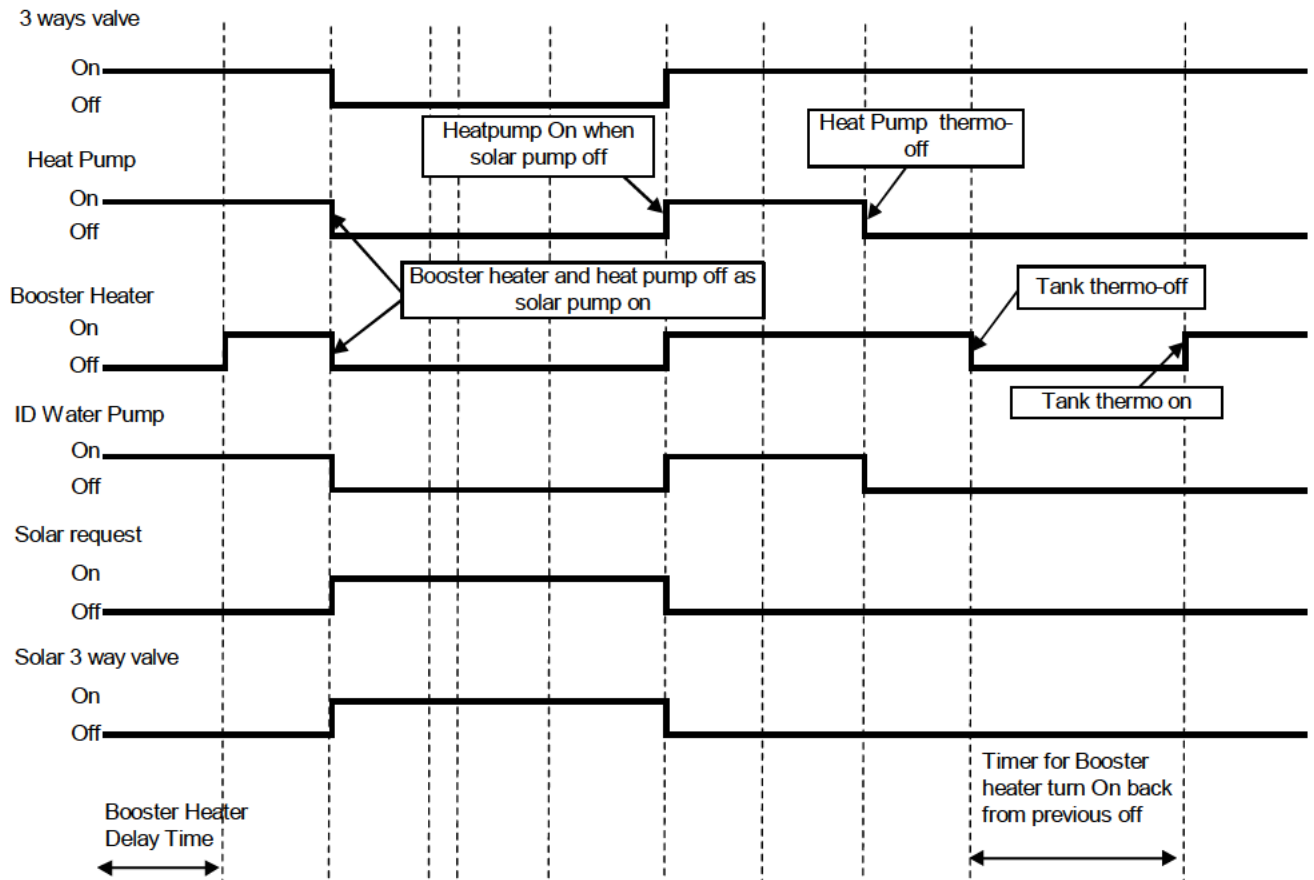 3 ways valve
On
Off
Heatpump On when
solar pump off
Heat Pump thermo-
off
Heat Pump
On
Off
Booster heater and heat pump off as
solar pump on
Tank thermo-off
Booster Heater
On
Off
Tank thermo on
ID Water Pump
On
Off
Solar request
On
Off
Solar 3 way valve
On
Off
Booster Heater
Delay Time
Timer for Booster
heater turn On back
from previous off